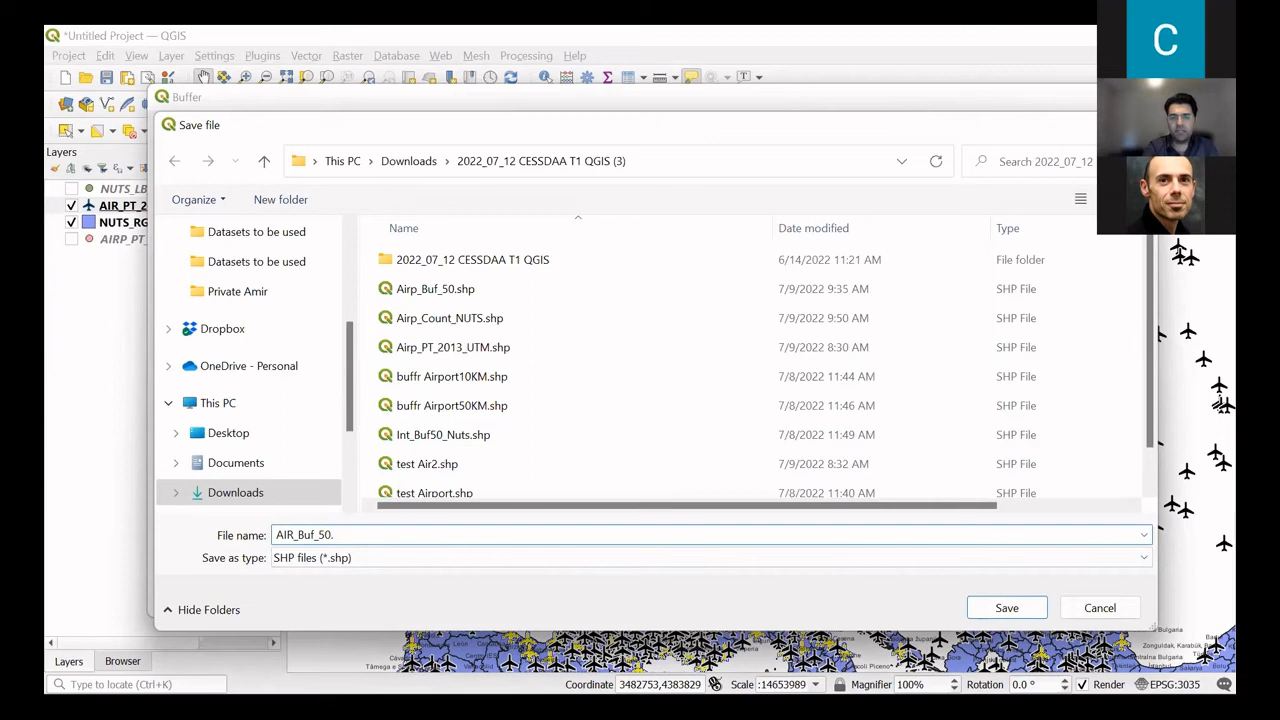 *Untitled Project — QGIS
C
Project Edit View Layer Settings Plugins Vector Raster Database Web Mesh Processing Help
Buffer
Save file
Layers
This PC > Downloads > 2022_07_12 CESSDAA T1 QGIS (3)
Search 2022_07_12
NUTS_LB
AIR_PT_2
NUTS_RG
AIRP_PT_
Organize
New folder
Datasets to be used
Datasets to be used
Private Amir
Dropbox
OneDrive - Personal
This PC
Desktop
Documents
Downloads
Name Date modified Type
2022_07_12 CESSDAA T1 QGIS 6/14/2022 11:21 AM File folder
Airp_Buf_50.shp 7/9/2022 9:35 AM SHP File
Airp_Count_NUTS.shp 7/9/2022 9:50 AM SHP File
Airp_PT_2013_UTM.shp 7/9/2022 8:30 AM SHP File
buffr Airport10KM.shp 7/8/2022 11:44 AM SHP File
buffr Airport50KM.shp 7/8/2022 11:46 AM SHP File
Int_Buf50_Nuts.shp 7/8/2022 11:49 AM SHP File
test Air2.shp 7/9/2022 8:32 AM SHP File
test Airport.shp 7/8/2022 11:40 AM SHP File
File name: AIR_Buf_50.
Save as type: SHP files (*.shp)
Hide Folders
Save
Cancel
Layers Browser
Type to locate (Ctrl+K)
Coordinate 3482753,4383829 Scale :14653989 Magnifier 100% Rotation 0.0 ° Render EPSG:3035